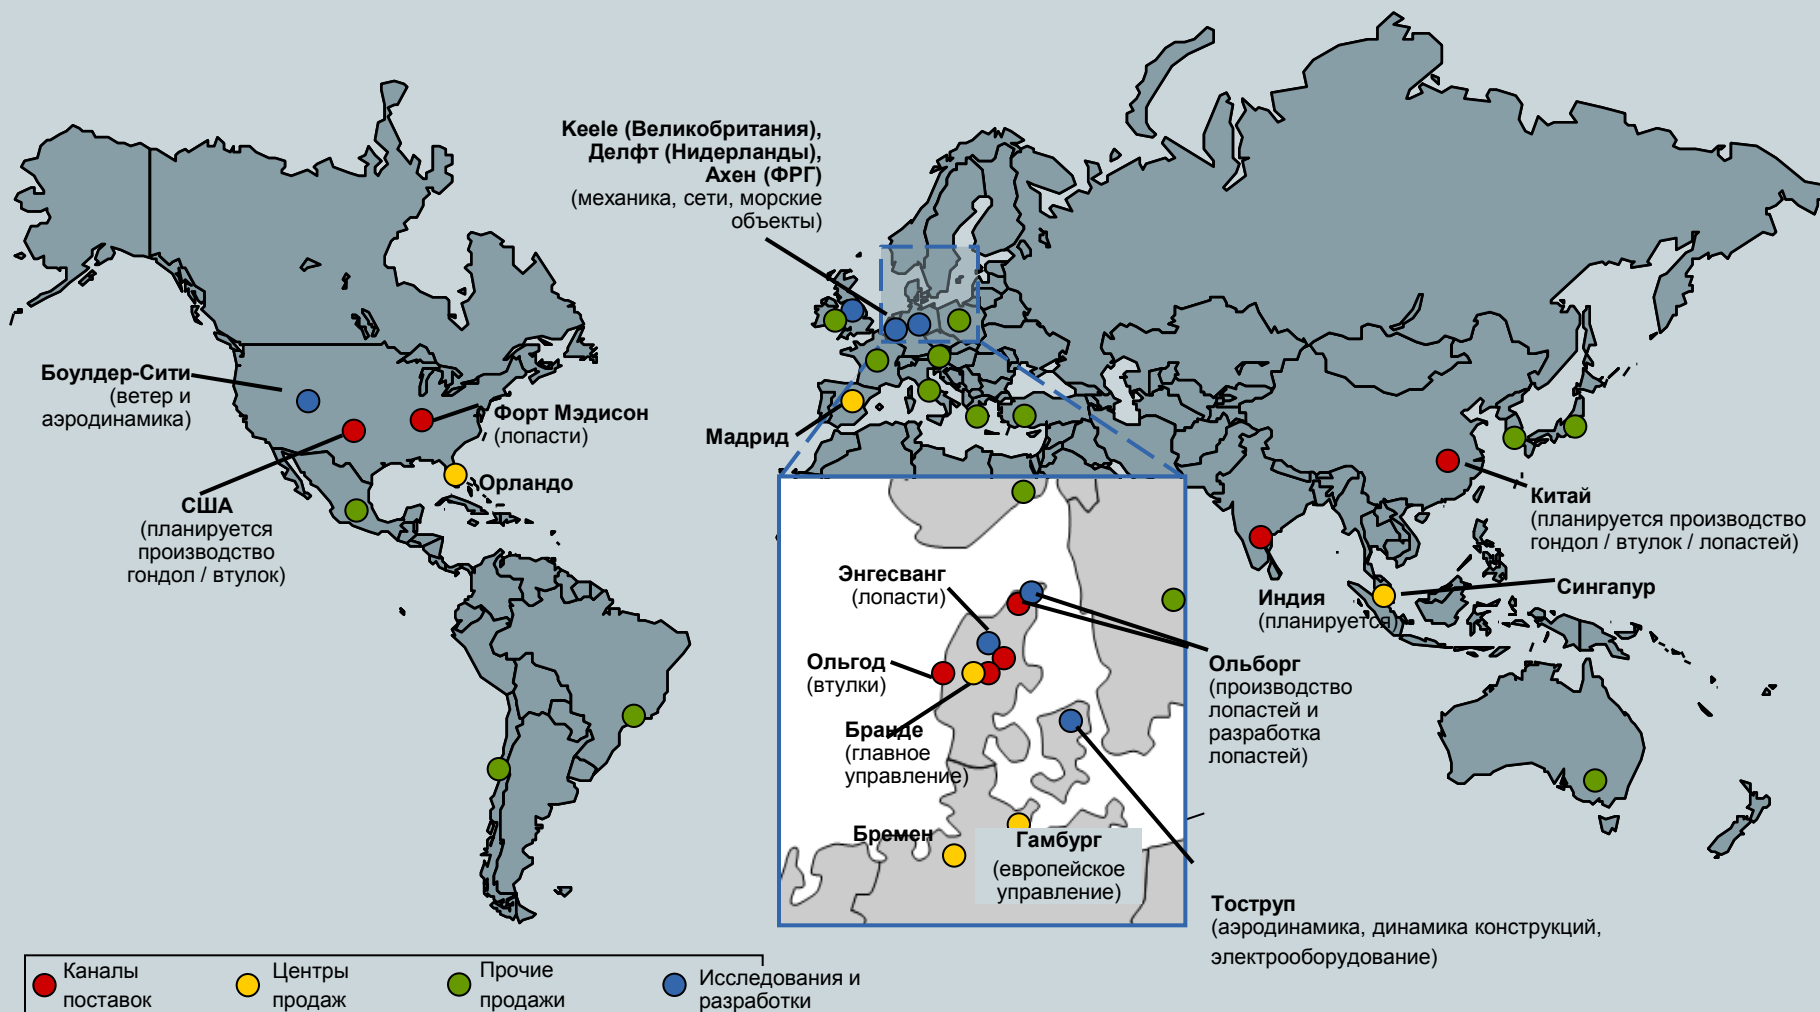 Keele (Великобритания),
Делфт (Нидерланды),
Ахен (ФРГ)
(механика, сети, морские
объекты)
Боулдер-Сити
(ветер и
аэродинамика)
Форт Мэдисон
(лопасти)
Мадрид
Орландо
США
(планируется
производство
гондол / втулок)
Китай
(планируется производство
гондол / втулок / лопастей)
Сингапур
Индия
(планируется)
Энгесванг
(лопасти)
Ольгод
(втулки)
Бранде
(главное
управление)
Ольборг
(производство
лопастей и
разработка
лопастей)
Бремен
Гамбург
(европейское
управление)
Тоструп
(аэродинамика, динамика конструкций,
электрооборудование)
Каналы
поставок
Центры
продаж
Прочие
продажи
Исследования и
разработки